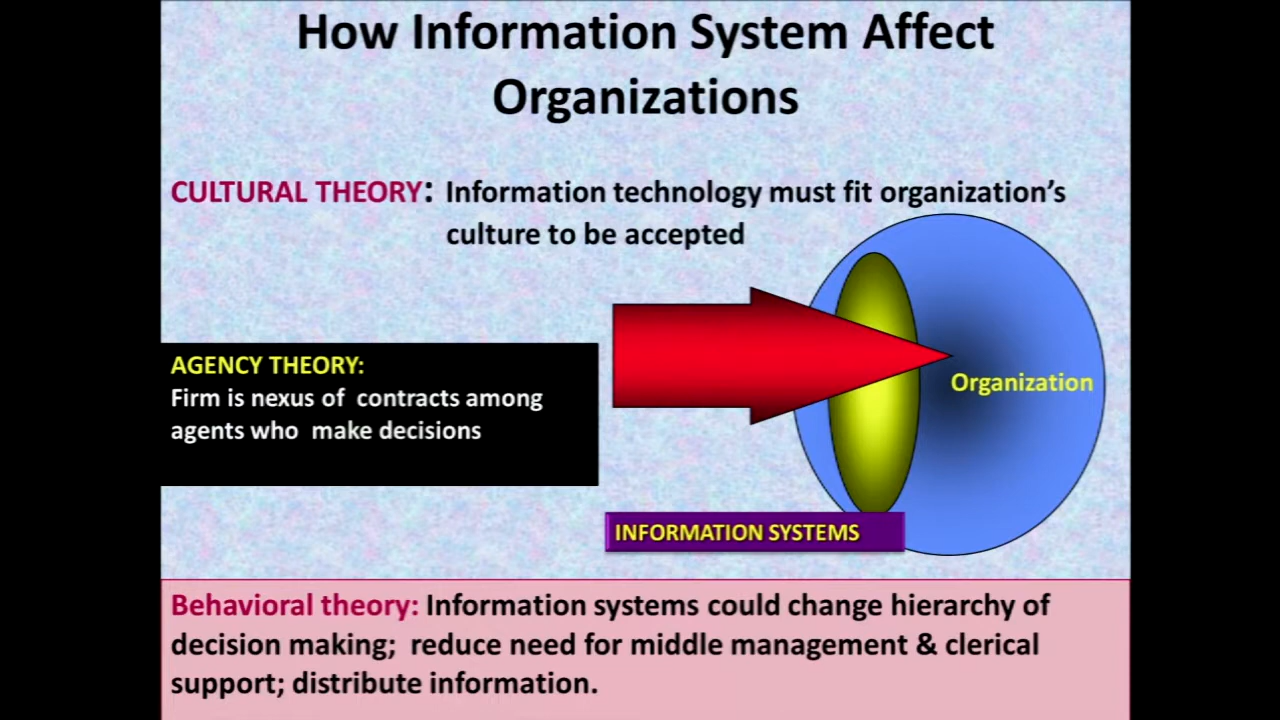 How Information System Affect
Organizations
CULTURAL THEORY: Information technology must fit organization’s
culture to be accepted
AGENCY THEORY:
Firm is nexus of contracts among
agents who make decisions
Organization
INFORMATION SYSTEMS
Behavioral theory: Information systems could change hierarchy of
decision making; reduce need for middle management & clerical
support; distribute information.